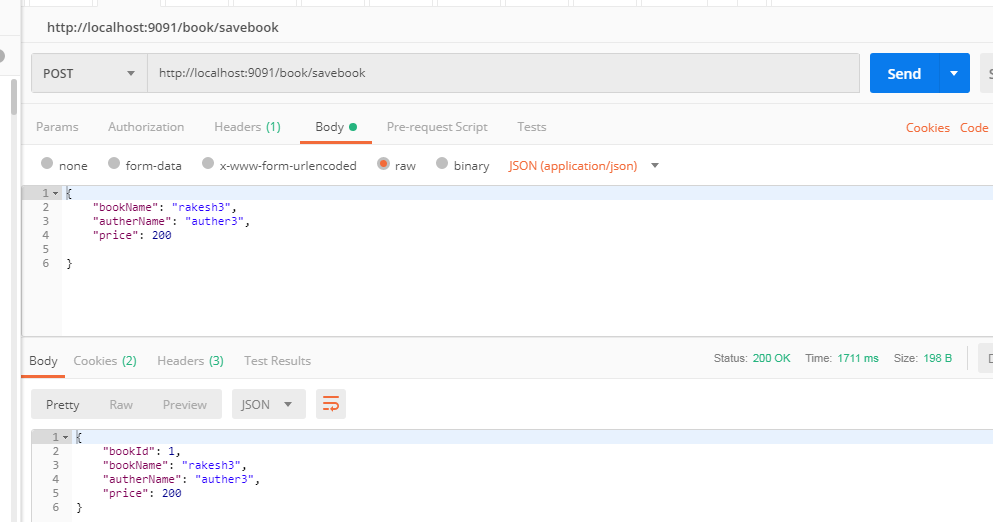 http://localhost:9091/book/savebook
POST http://localhost:9091/book/savebook Send
Params Authorization Headers (1) Body Pre-request Script Tests Cookies Code
none form-data x-www-form-urlencoded raw binary JSON (application/json)
1 {
2 "bookName": "rakesh3",
3 "autherName": "auther3",
4 "price": 200
5
6 }
Body Cookies (2) Headers (3) Test Results Status: 200 OK Time: 1711 ms Size: 198 B
Pretty Raw Preview JSON
1 {
2 "bookId": 1,
3 "bookName": "rakesh3",
4 "autherName": "auther3",
5 "price": 200
6 }